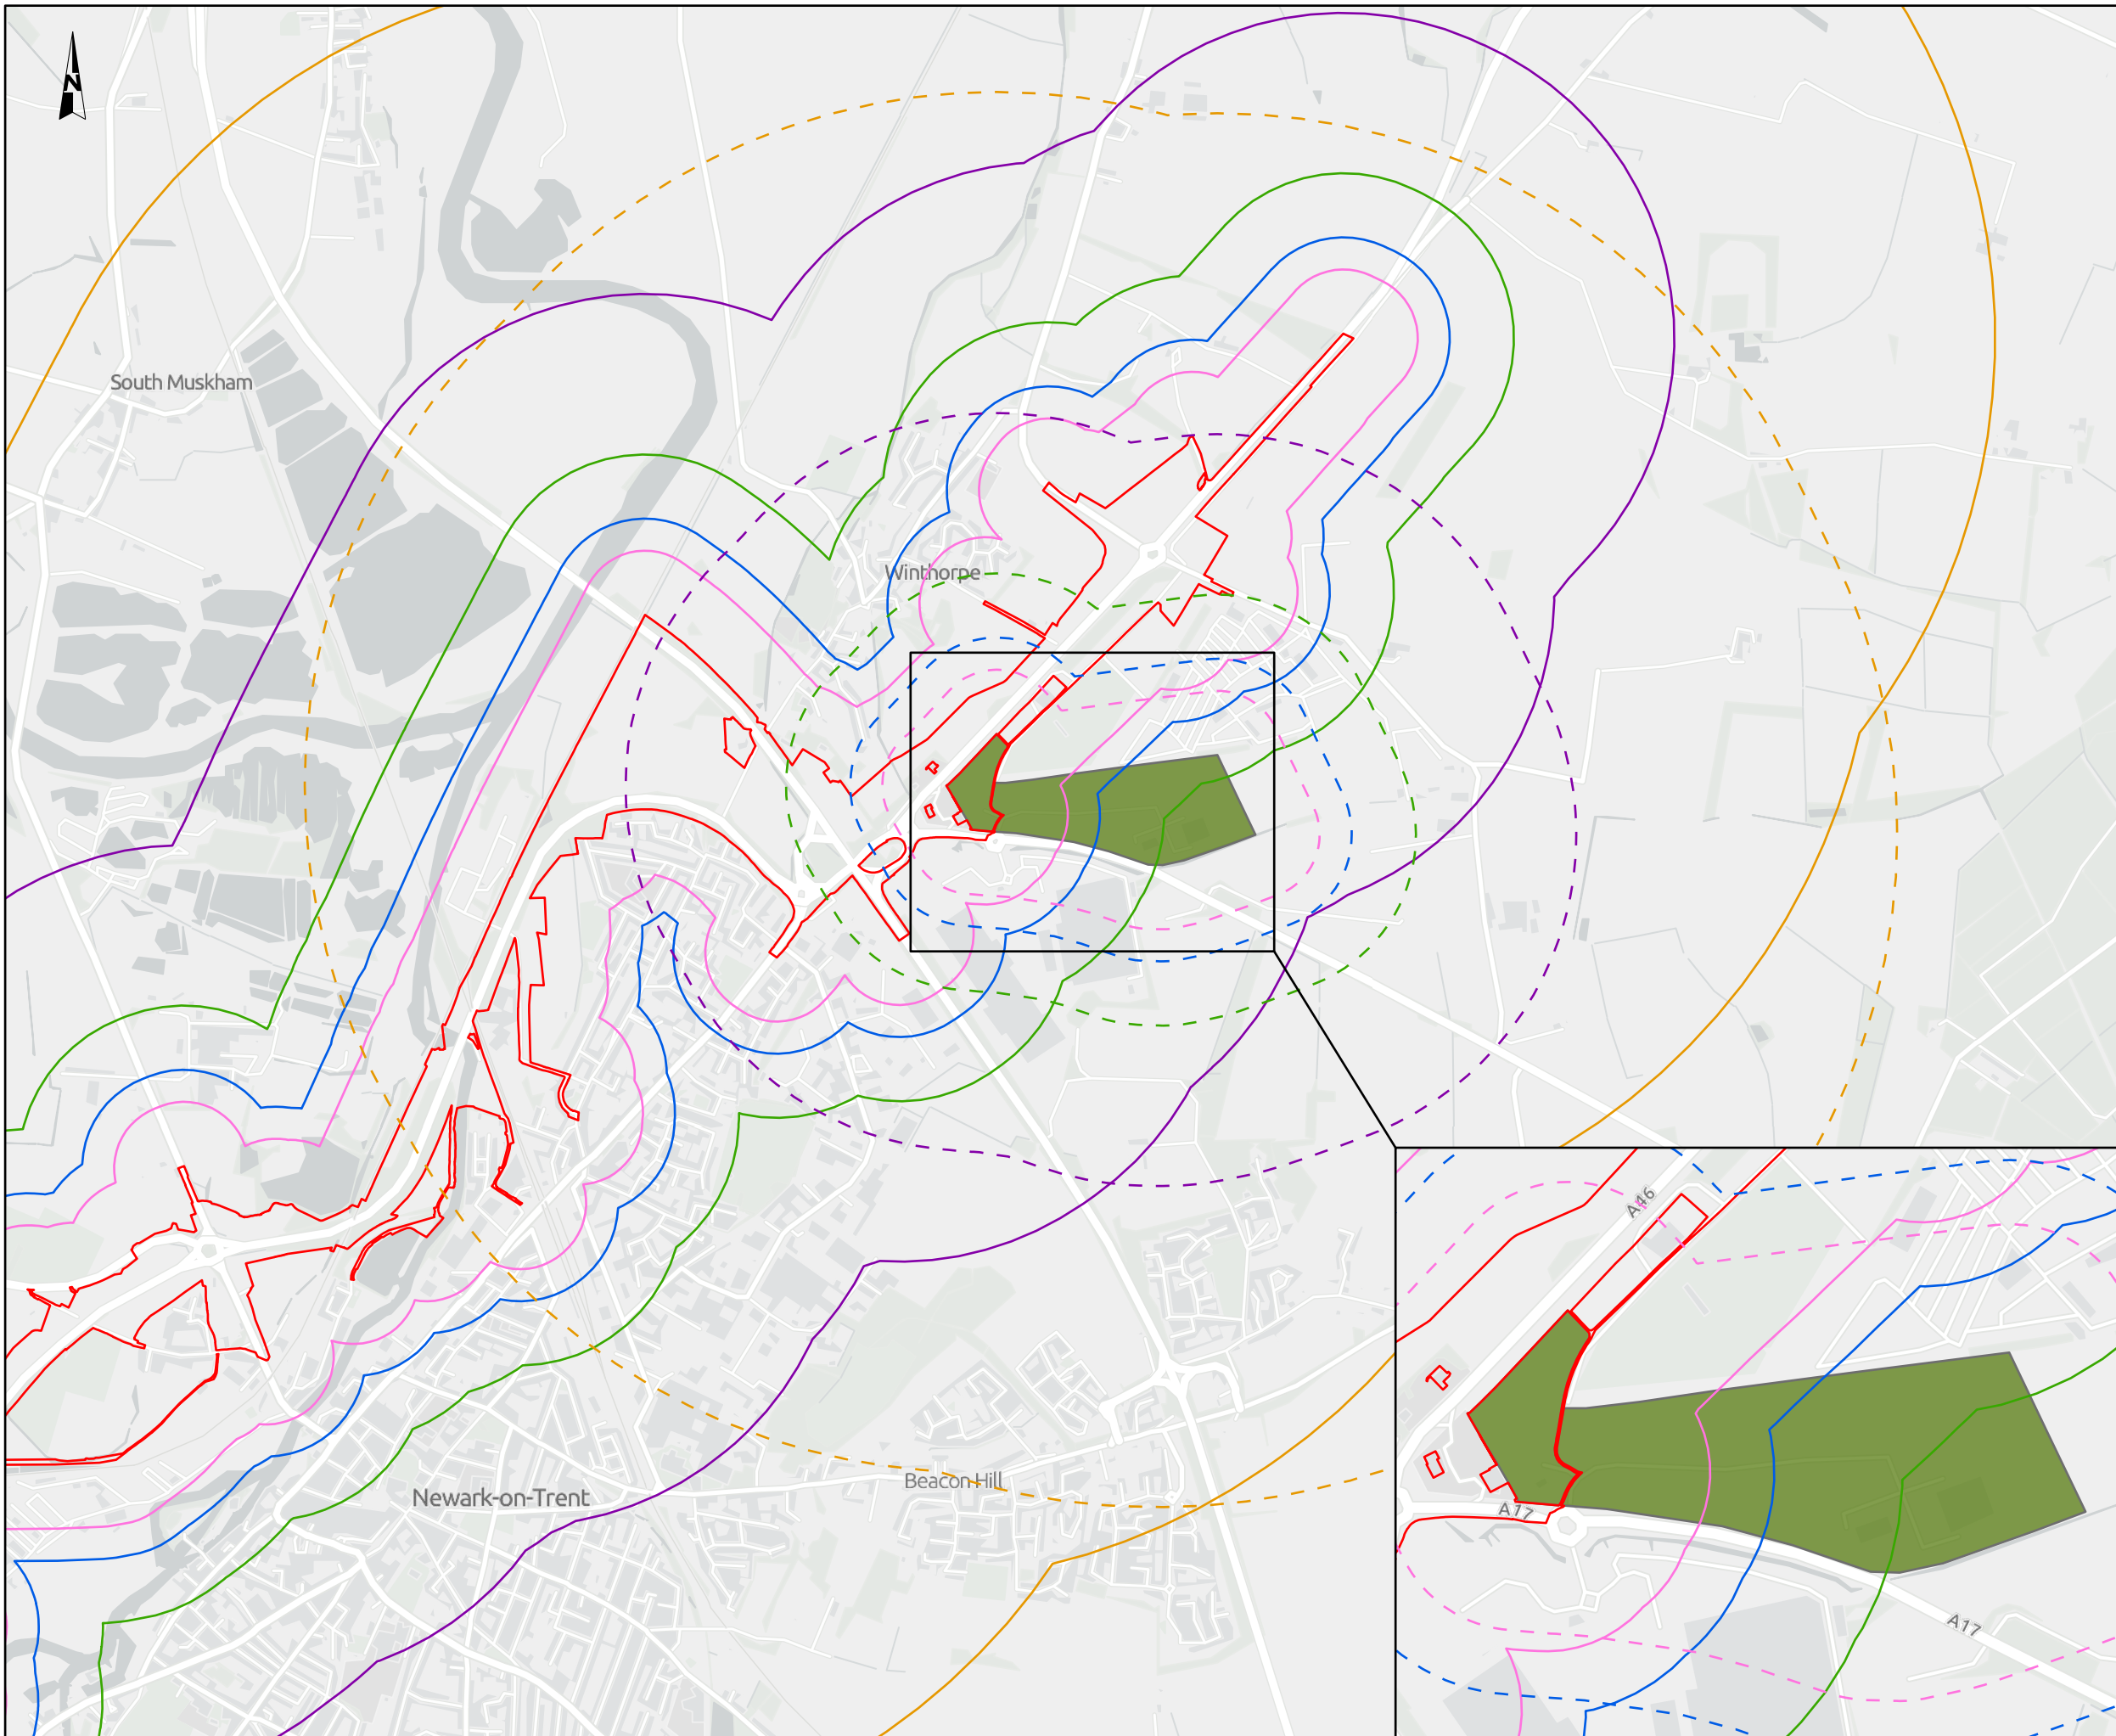 N
South Muskham
Winthorpe
A46
A17
A17
Beacon Hill
Newark-on-Trent